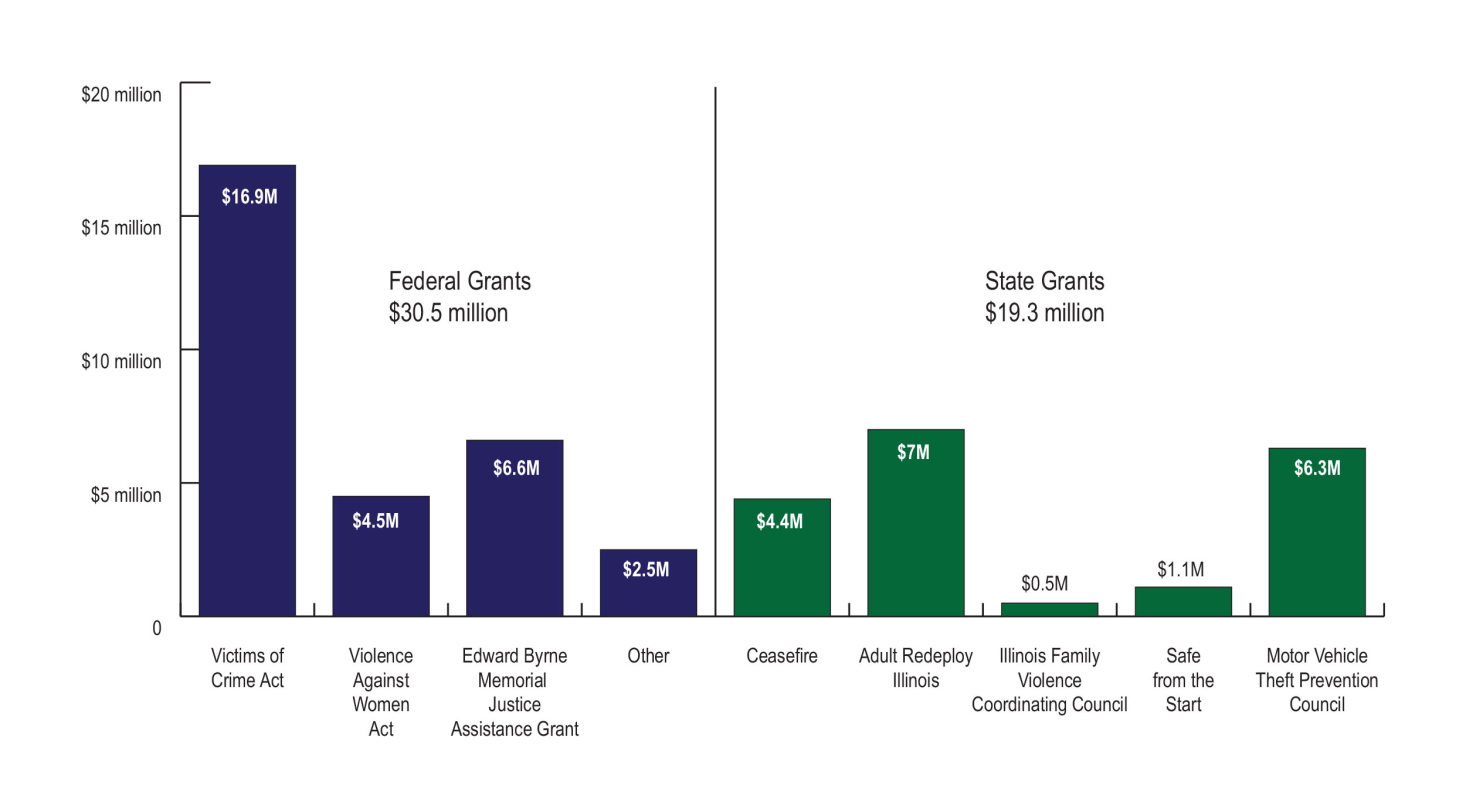 $20 million
$15 million
$10 million
$5 million
0
$16.9M
$4.5M
$6.6M
$2.5M
Federal Grants
$30.5 million
State Grants
$19.3 million
$4.4M
$7M
$0.5M
$1.1M
$6.3M
Victims of
Crime Act
Violence
Against
Women
Act
Edward Byrne
Memorial
Justice
Assistance Grant
Other
Ceasefire
Adult Redeploy
Illinois
Illinois Family
Violence
Coordinating Council
Safe
from the
Start
Motor Vehicle
Theft Prevention
Council